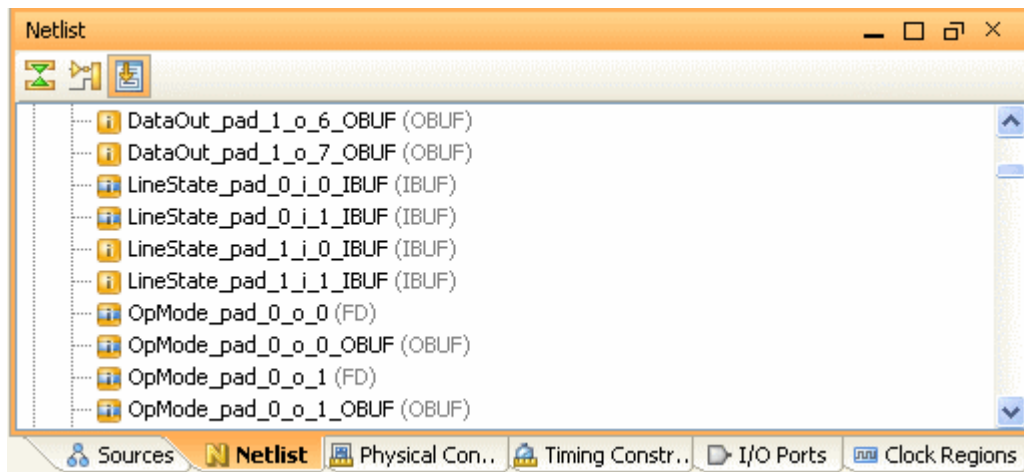 Netlist
DataOut_pad_1_o_6_OBUF (OBUF)
DataOut_pad_1_o_7_OBUF (OBUF)
LineState_pad_0_i_0_IBUF (IBUF)
LineState_pad_0_i_1_IBUF (IBUF)
LineState_pad_1_i_0_IBUF (IBUF)
LineState_pad_1_i_1_IBUF (IBUF)
OpMode_pad_0_o_0 (FD)
OpMode_pad_0_o_0_OBUF (OBUF)
OpMode_pad_0_o_1 (FD)
OpMode_pad_0_o_1_OBUF (OBUF)
Sources Netlist Physical Con.. Timing Constr.. I/O Ports Clock Regions